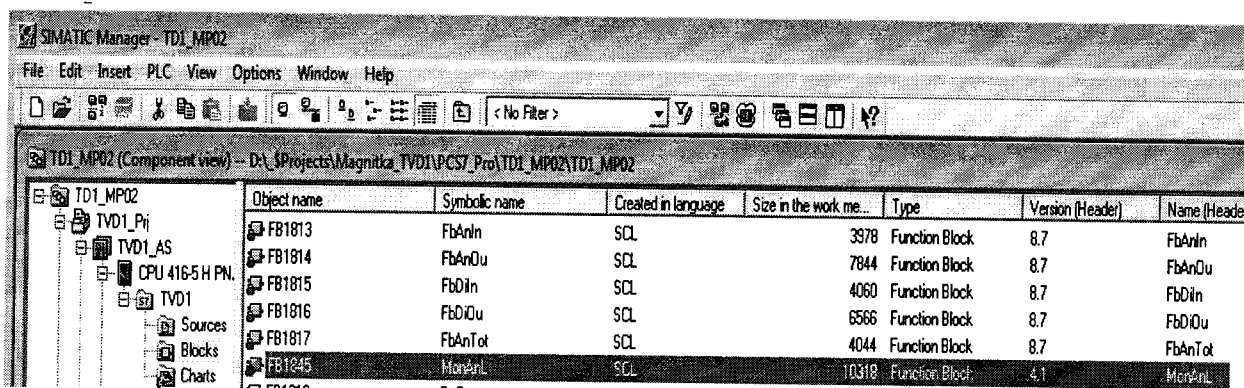 SIMATIC Manager - TD1_MP02
File Edit Insert PLC View Options Window Help
< No Filter >
TD1_MP02 (Component view) -- D:\_$Projects\Magnitka_TVD1\PCS7_Pro\TD1_MP02\TD1_MP02
TD1_MP02
TVD1_Prj
TVD1_AS
CPU 416-5 H PN.
TVD1
Sources
Blocks
Charts
Object name Symbolic name Created in language Size in the work me... Type Version (Header) Name (Heade
FB1813 FbAnIn SCL 3978 Function Block 8.7 FbAnIn
FB1814 FbAnOu SCL 7844 Function Block 8.7 FbAnOu
FB1815 FbDiIn SCL 4060 Function Block 8.7 FbDiIn
FB1816 FbDiOu SCL 6566 Function Block 8.7 FbDiOu
FB1817 FbAnTot SCL 4044 Function Block 8.7 FbAnTot
FB1845 MonAnL SCL 10318 Function Block 4.1 MonAnL